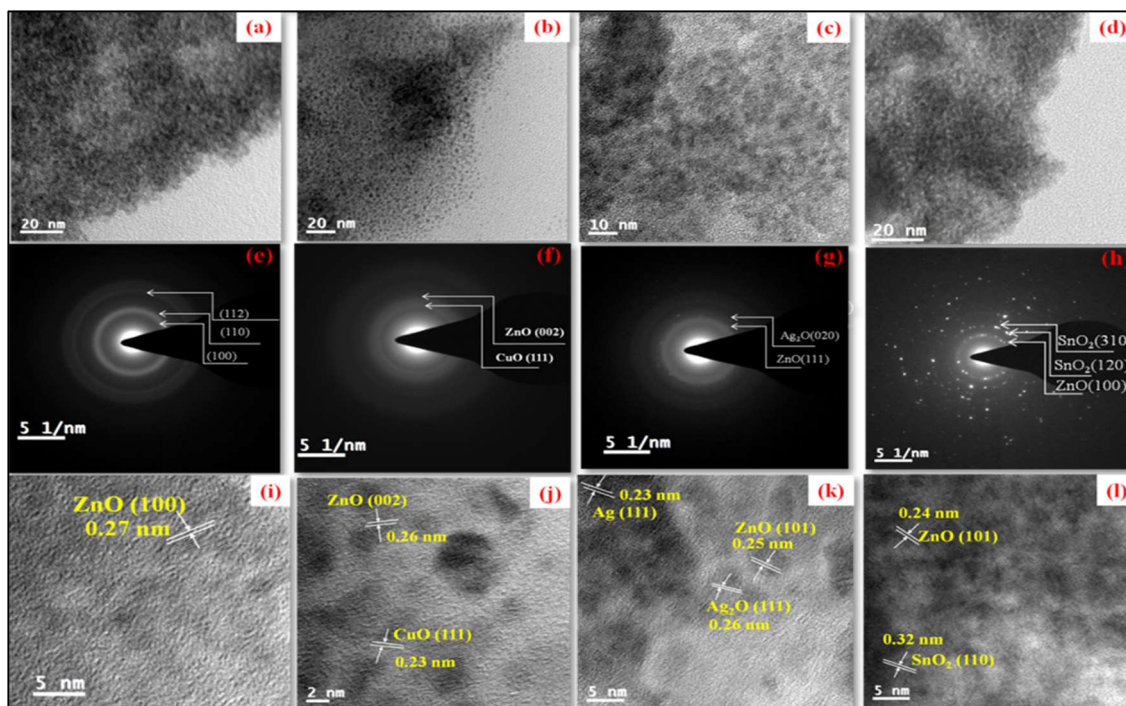 (a)
(b)
(c)
(d)
20 nm
20 nm
10 nm
20 nm
(e)
(f)
(g)
(h)
(112)
(110)
(100)
ZnO (002)
CuO (111)
Ag₂O(020)
ZnO(111)
SnO₂(310)
SnO₂(120)
ZnO(100)
5 1/nm
5 1/nm
5 1/nm
5 1/nm
(i)
(j)
(k)
(l)
ZnO (100)
0.27 nm
5 nm
ZnO (002)
0.26 nm
CuO (111)
0.23 nm
2 nm
0.23 nm
Ag (111)
ZnO (101)
0.25 nm
Ag₂O (111)
0.26 nm
5 nm
0.24 nm
ZnO (101)
0.32 nm
SnO₂ (110)
5 nm